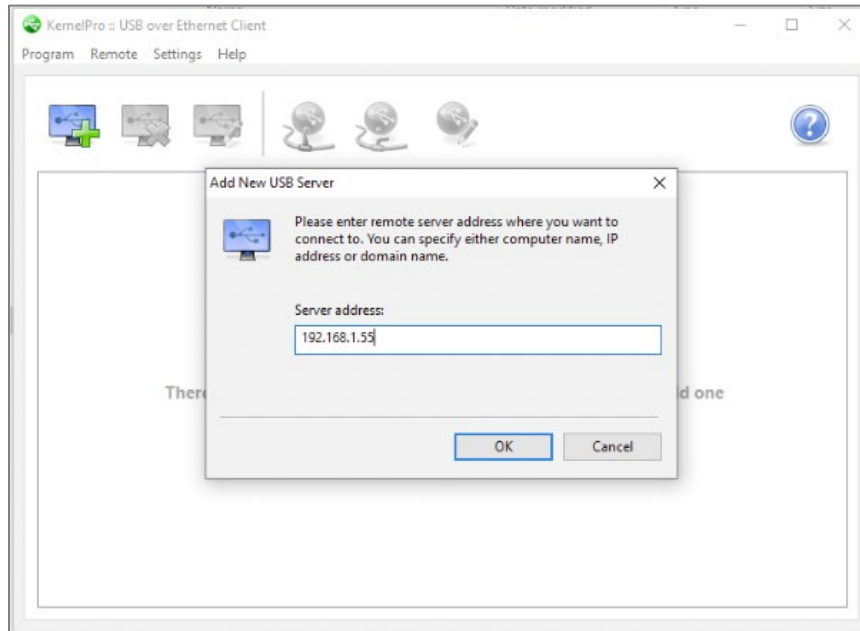 KernelPro :: USB over Ethernet Client
Program Remote Settings Help
Add New USB Server
Please enter remote server address where you want to
connect to. You can specify either computer name, IP
address or domain name.
Server address:
192.168.1.55
There
one
OK Cancel